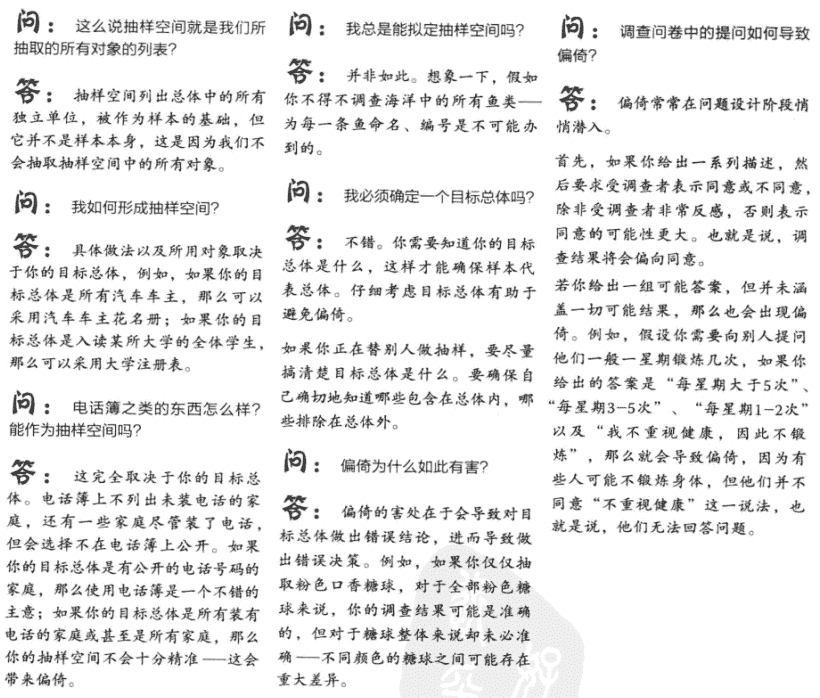 问： 这么说抽样空间就是我们所
抽取的所有对象的列表？
答： 抽样空间列出总体中的所有
独立单位，被作为样本的基础，但
它并不是样本本身，这是因为我们不
会抽取抽样空间中的所有对象。
问： 我如何形成抽样空间？
答： 具体做法以及所用对象取决
于你的目标总体，例如，如果你的目
标总体是所有汽车车主，那么可以
采用汽车车主花名册；如果你的目
标总体是入读某所大学的全体学生，
那么可以采用大学注册表。
问： 电话簿之类的东西怎么样？
能作为抽样空间吗？
答： 这完全取决于你的目标总
体。电话簿上不列出未装电话的家
庭，还有一些家庭尽管装了电话，
但会选择不在电话簿上公开。如果
你的目标总体是有公开的电话号码的
家庭，那么使用电话簿是一个不错的
主意；如果你的目标总体是所有装有
电话的家庭或甚至是所有家庭，那么
你的抽样空间不会十分精准——这会
带来偏倚。
问： 我总是能拟定抽样空间吗？
答： 并非如此。想象一下，假如
你不得不调查海洋中的所有鱼类——
为每一条鱼命名、编号是不可能办
到的。
问： 我必须确定一个目标总体吗？
答： 不错。你需要知道你的目标
总体是什么，这样才能确保样本代
表总体。仔细考虑目标总体有助于
避免偏倚。
如果你正在替别人做抽样，要尽量
搞清楚目标总体是什么。要确保自
己确切地知道哪些包含在总体内，哪
些排除在总体外。
问： 偏倚为什么如此有害？
答： 偏倚的害处在于会导致对目
标总体做出错误结论，进而导致做
出错误决策。例如，如果你仅仅抽
取粉色口香糖球，对于全部粉色糖
球来说，你的调查结果可能是准确
的，但对于糖球整体来说却未必准
确——不同颜色的糖球之间可能存在
重大差异。
问： 调查问卷中的提问如何导致
偏倚？
答： 偏倚常常在问题设计阶段悄
悄潜入。
首先，如果你给出一系列描述，然
后要求受调查者表示同意或不同意，
除非受调查者非常反感，否则表示
同意的可能性更大。也就是说，调
查结果将会偏向同意。
若你给出一组可能答案，但并未涵
盖一切可能结果，那么也会出现偏
倚。例如，假设你需要向别人提问
他们一般一星期锻炼几次，如果你
给出的答案是“每星期大于5次”、
“每星期3-5次”、“每星期1-2次”
以及“我不重视健康，因此不锻
炼”，那么就会导致偏倚，因为有
些人可能不锻炼身体，但他们并不
同意“不重视健康”这一说法，也
就是说，他们无法回答问题。